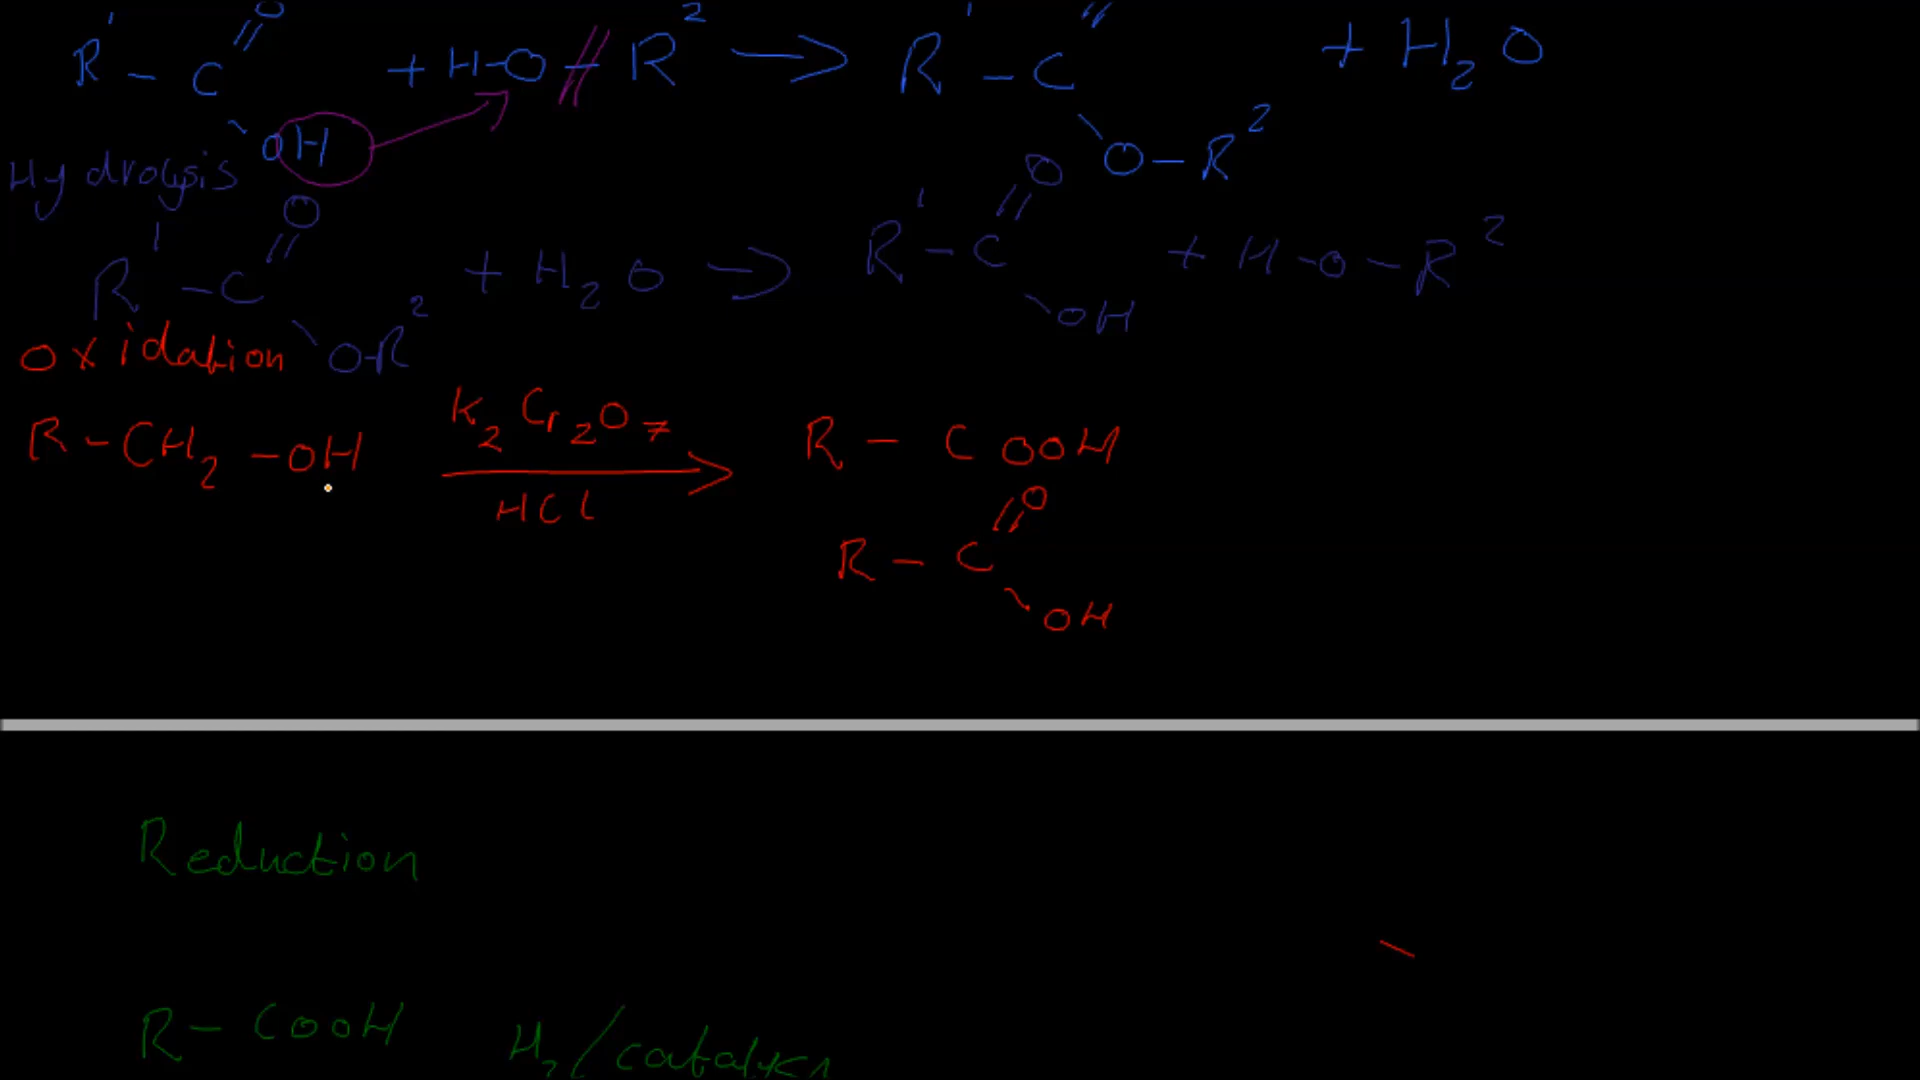 R¹ - C =O OH + H-O-R² → R¹ - C = O-R² + H₂O
Hydrolysis
R¹ - C =O O-R² + H₂O → R¹ - C =O OH + H-O-R²
Oxidation
R-CH₂-OH K₂Cr₂O₇ HCl → R - COOH
R - C =O OH
Reduction
R - COOH H₂/catalyst